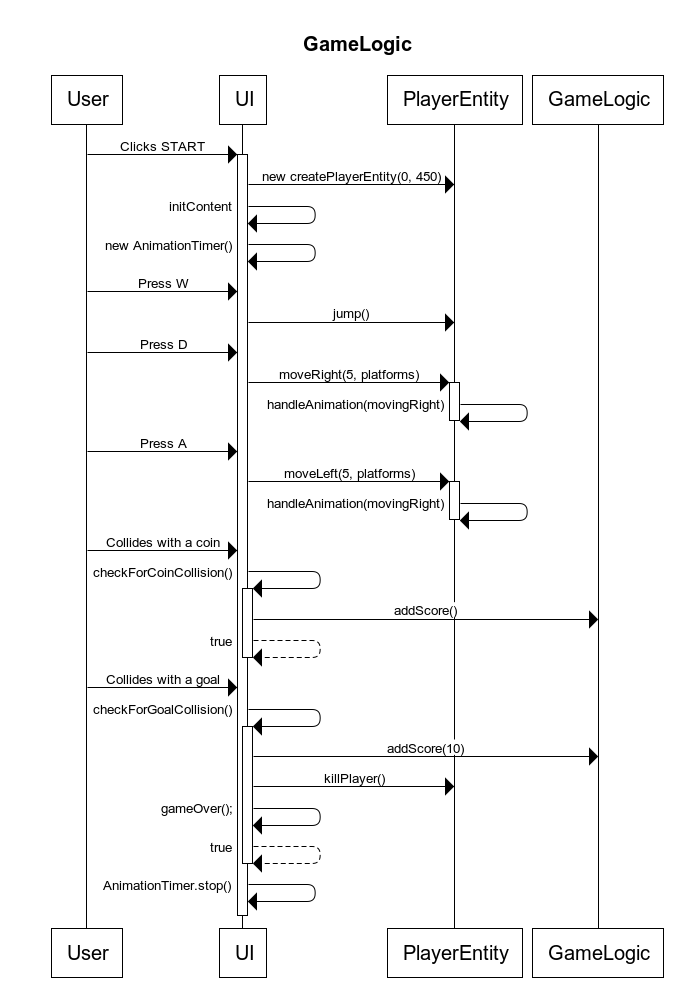 GameLogic
User
UI
PlayerEntity
GameLogic
Clicks START
new createPlayerEntity(0, 450)
initContent
new AnimationTimer()
Press W
jump()
Press D
moveRight(5, platforms)
handleAnimation(movingRight)
Press A
moveLeft(5, platforms)
handleAnimation(movingRight)
Collides with a coin
checkForCoinCollision()
addScore()
true
Collides with a goal
checkForGoalCollision()
addScore(10)
killPlayer()
gameOver();
true
AnimationTimer.stop()
User
UI
PlayerEntity
GameLogic